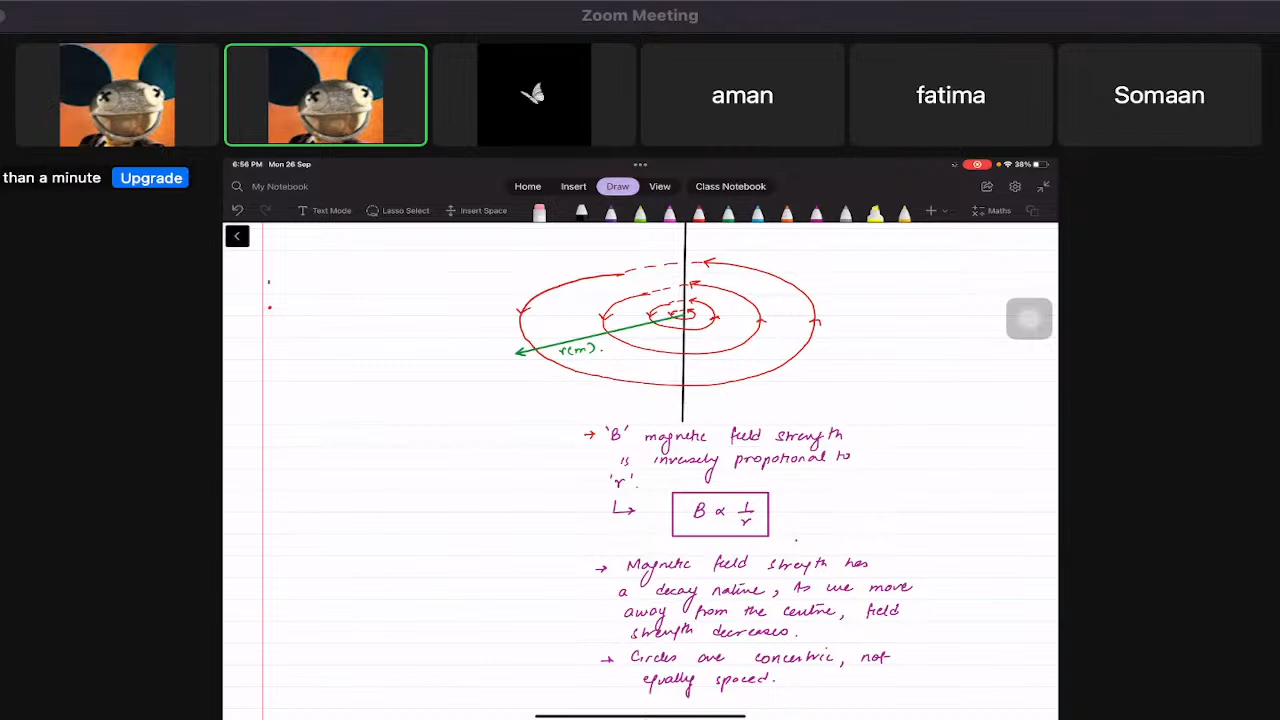 Zoom Meeting
aman
fatima
Somaan
than a minute
Upgrade
6:56 PM Mon 26 Sep
38%
My Notebook
Home Insert Draw View Class Notebook
Text Mode Lasso Select Insert Space Maths
r(m).
→ 'B' magnetic field strength
is inversely propotional to
'r'.
↳ B ∝ 1/r
→ Magnetic field strength has
a decay native, As we move
away from the centre, field
strength decreases.
→ Circles are concentric, not
equally spaced.